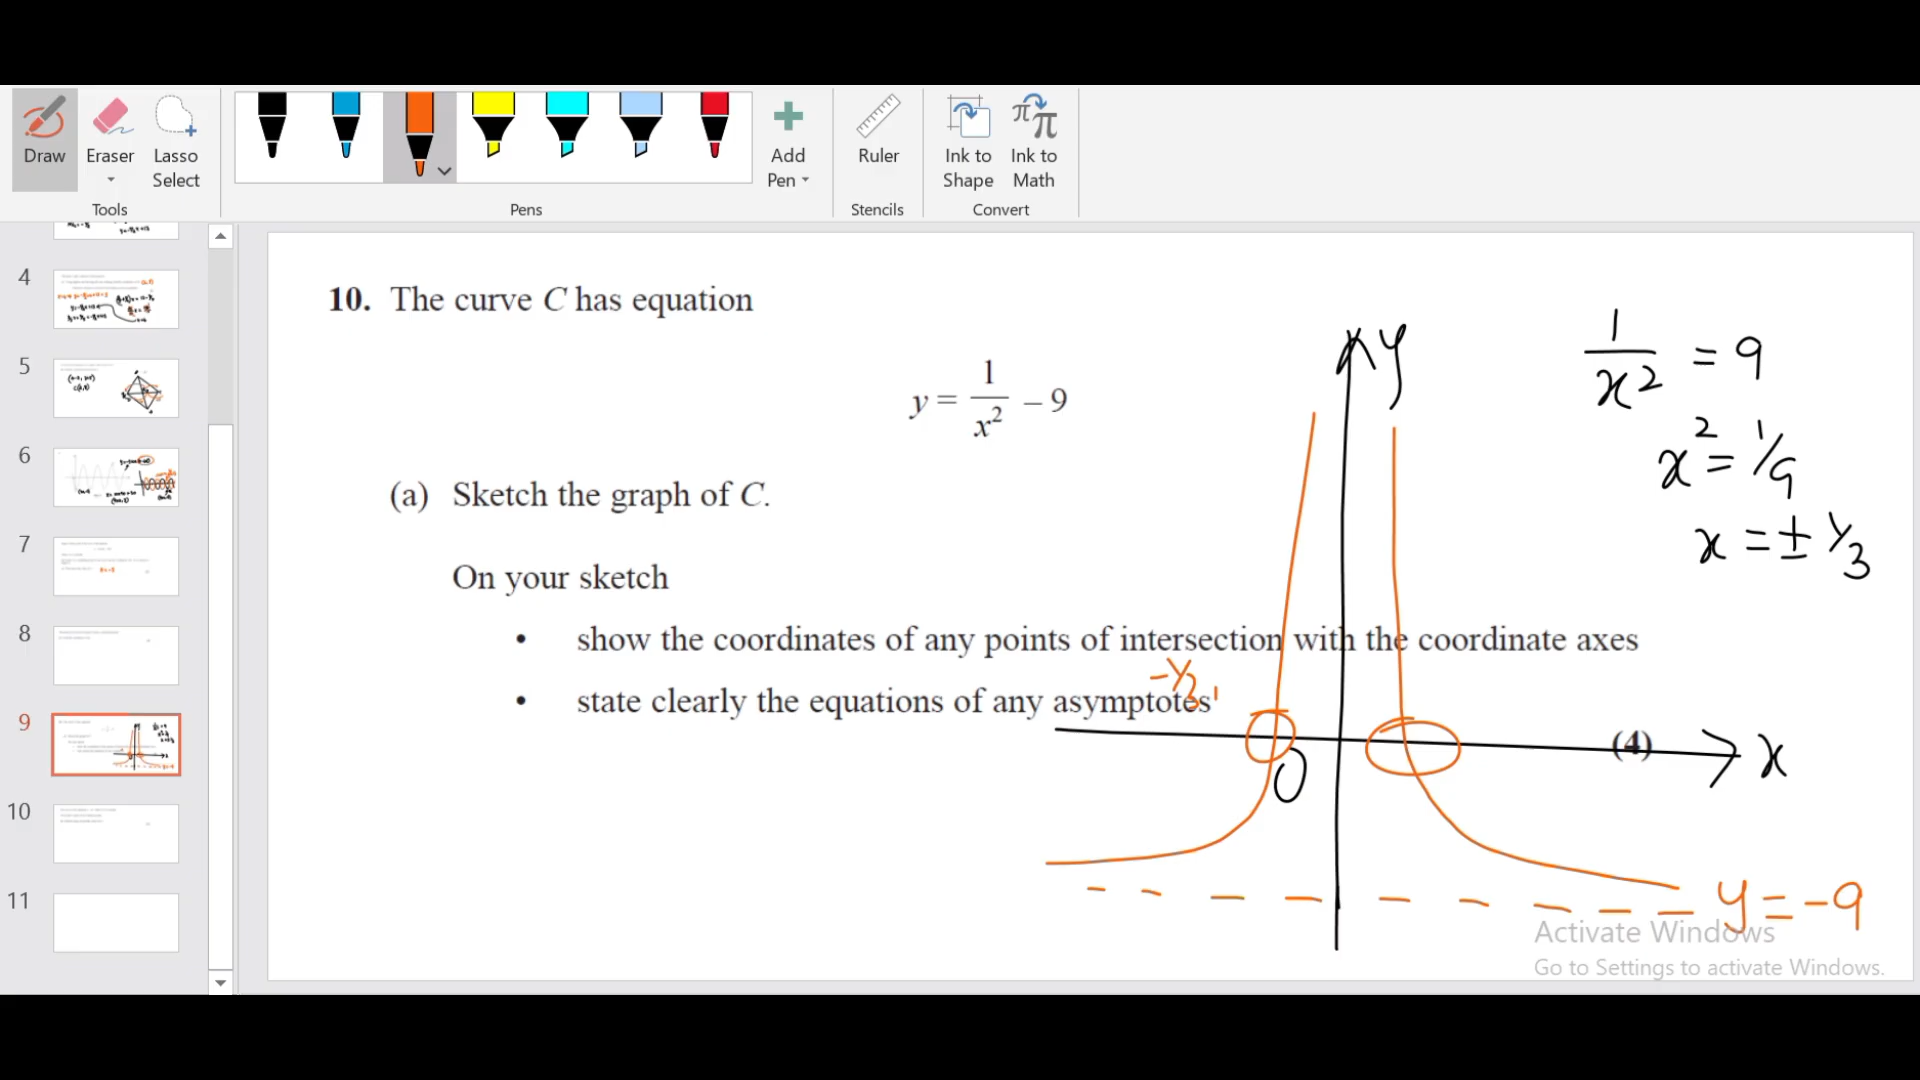 Draw
Eraser
Lasso
Select
Add
Pen
Ruler
Ink to
Shape
Ink to
Math
Tools
Pens
Stencils
Convert
4
5
6
7
8
9
10
11
10. The curve C has equation
y = 1/x² − 9
(a) Sketch the graph of C.
On your sketch
• show the coordinates of any points of intersection with the coordinate axes
• state clearly the equations of any asymptotes
(4)
y
x
O
-1/3
y = -9
1/x² = 9
x² = 1/9
x = ± 1/3
Activate Windows
Go to Settings to activate Windows.